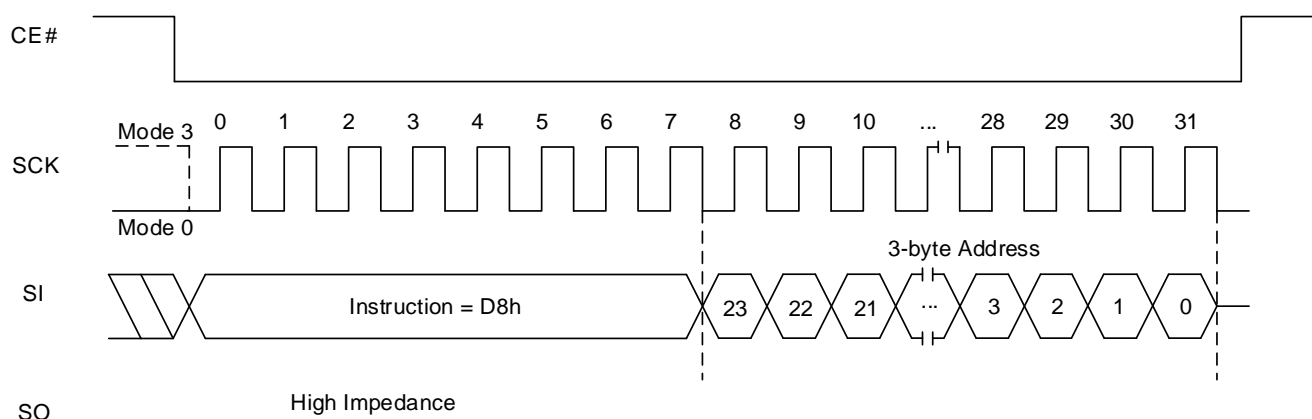 CE#
0 1 2 3 4 5 6 7 8 9 10 ... 28 29 30 31
Mode 3
SCK
Mode 0
3-byte Address
SI
Instruction = D8h
23 22 21 ... 3 2 1 0
High Impedance
SO